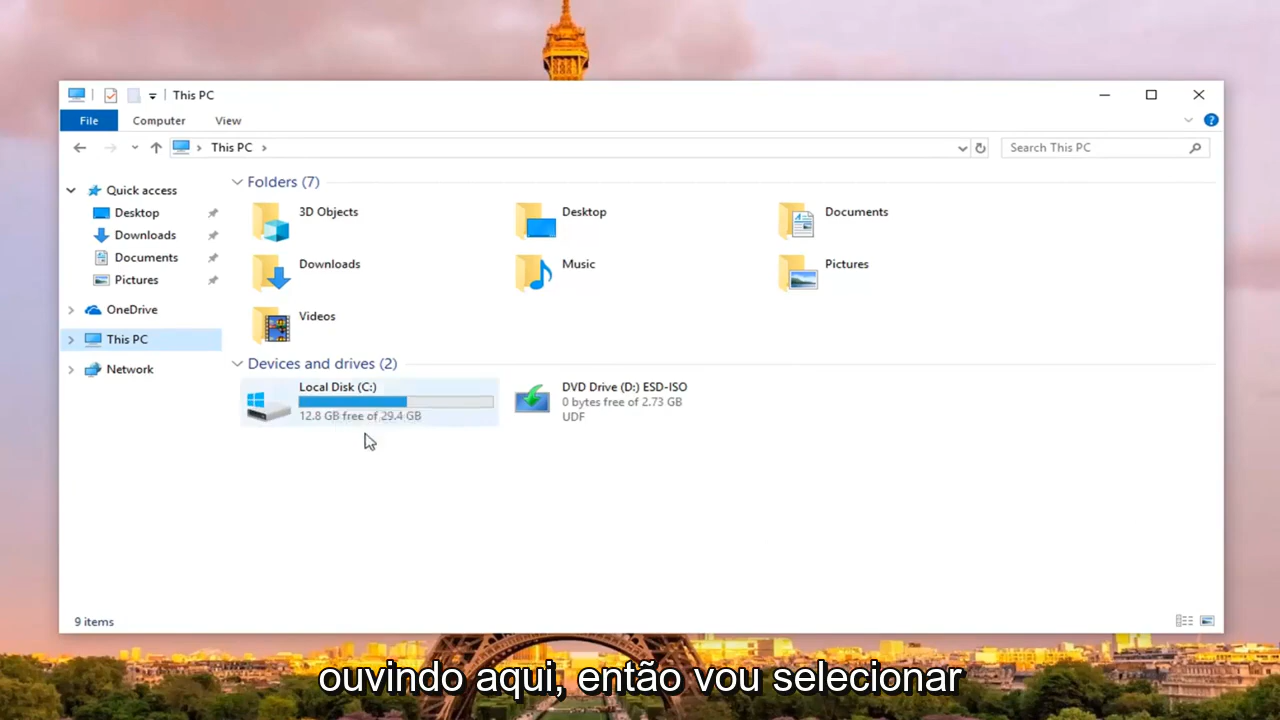 This PC
File
Computer
View
This PC
Search This PC
Quick access
Desktop
Downloads
Documents
Pictures
OneDrive
This PC
Network
Folders (7)
3D Objects
Desktop
Documents
Downloads
Music
Pictures
Videos
Devices and drives (2)
Local Disk (C:)
12.8 GB free of 29.4 GB
DVD Drive (D:) ESD-ISO
0 bytes free of 2.73 GB
UDF
9 items
ouvindo aqui, então vou selecionar